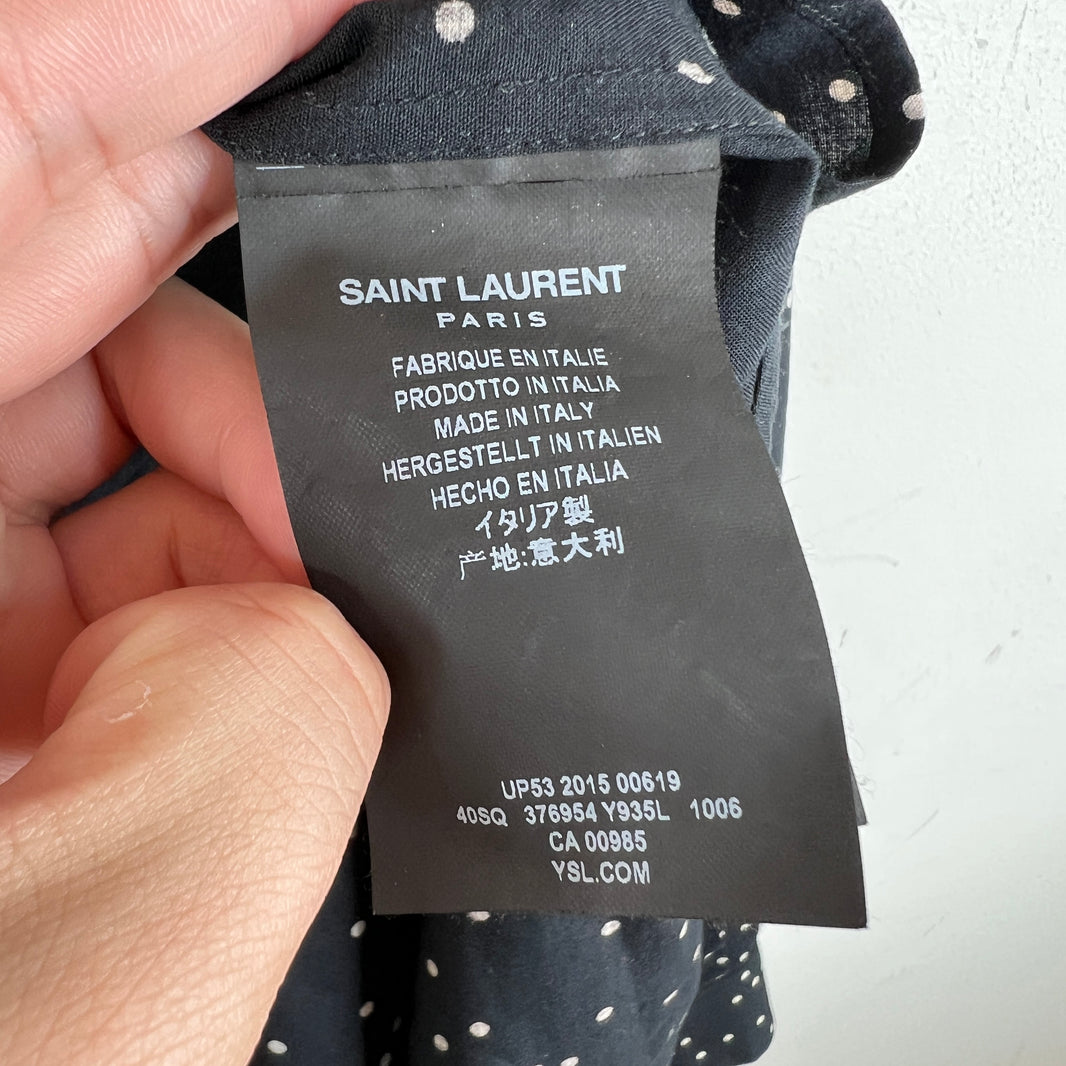 SAINT LAURENT
PARIS
FABRIQUE EN ITALIE
PRODOTTO IN ITALIA
MADE IN ITALY
HERGESTELLT IN ITALIEN
HECHO EN ITALIA
イタリア製
产地:意大利
UP53 2015 00619
40SQ 376954 Y935L 1006
CA 00985
YSL.COM